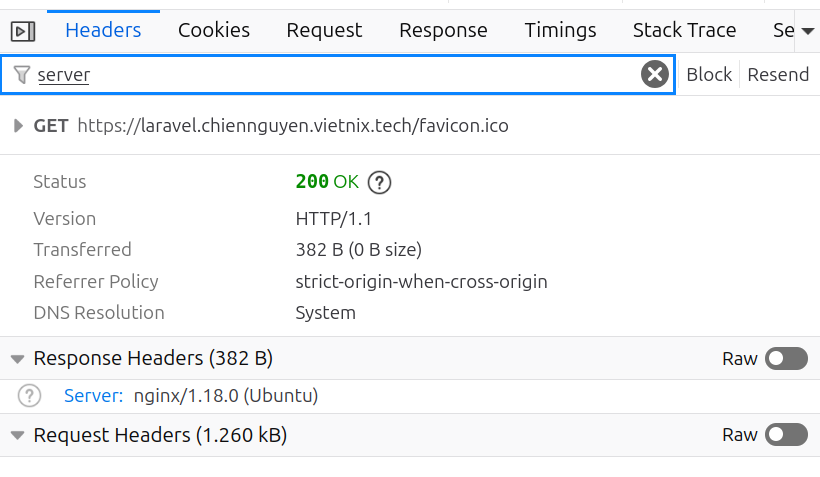 Headers Cookies Request Response Timings Stack Trace Se
server Block Resend
GET https://laravel.chiennguyen.vietnix.tech/favicon.ico
Status 200 OK ?
Version HTTP/1.1
Transferred 382 B (0 B size)
Referrer Policy strict-origin-when-cross-origin
DNS Resolution System
Response Headers (382 B) Raw
? Server: nginx/1.18.0 (Ubuntu)
Request Headers (1.260 kB) Raw